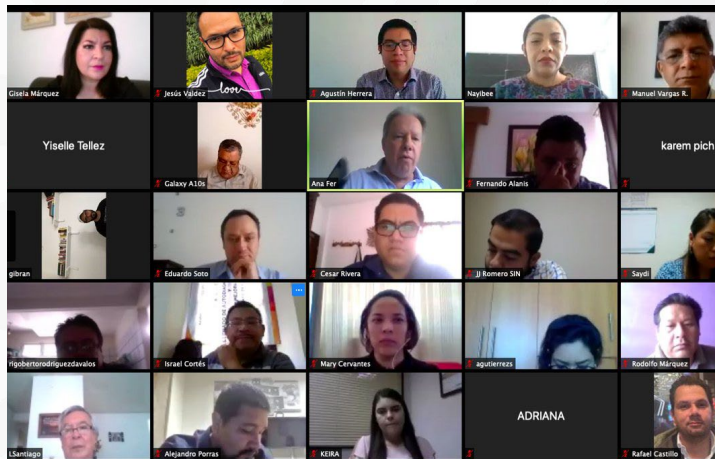 Gisela Márquez
Jesús Valdez
love
Agustín Herrera
Nayibee
Manuel Vargas R.
Yiselle Tellez
Galaxy A10s
Ana Fer
Fernando Alanis
karem pich
gibran
Eduardo Soto
Cesar Rivera
JJ Romero SIN
Saydi
rigobertorodriguezdavalos
Israel Cortés
Mary Cervantes
agutierrezs
Rodolfo Márquez
LSantiago
Alejandro Porras
KEIRA
ADRIANA
Rafael Castillo